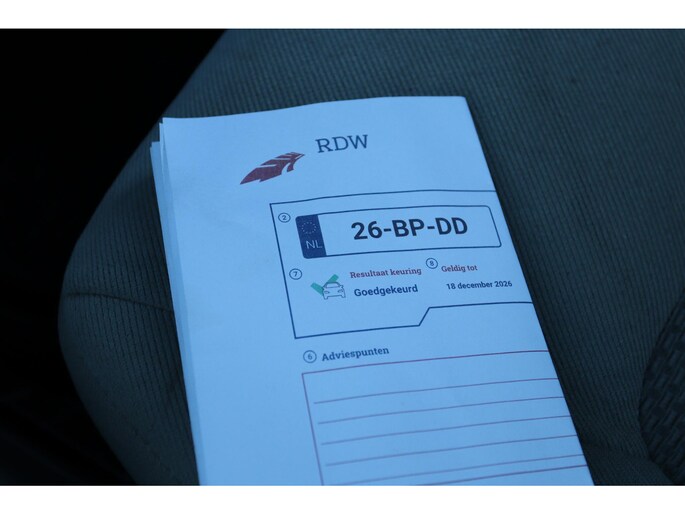 RDW
2
NL
26-BP-DD
7
Resultaat keuring
Goedgekeurd
8
Geldig tot
18 december 2026
6 Adviespunten